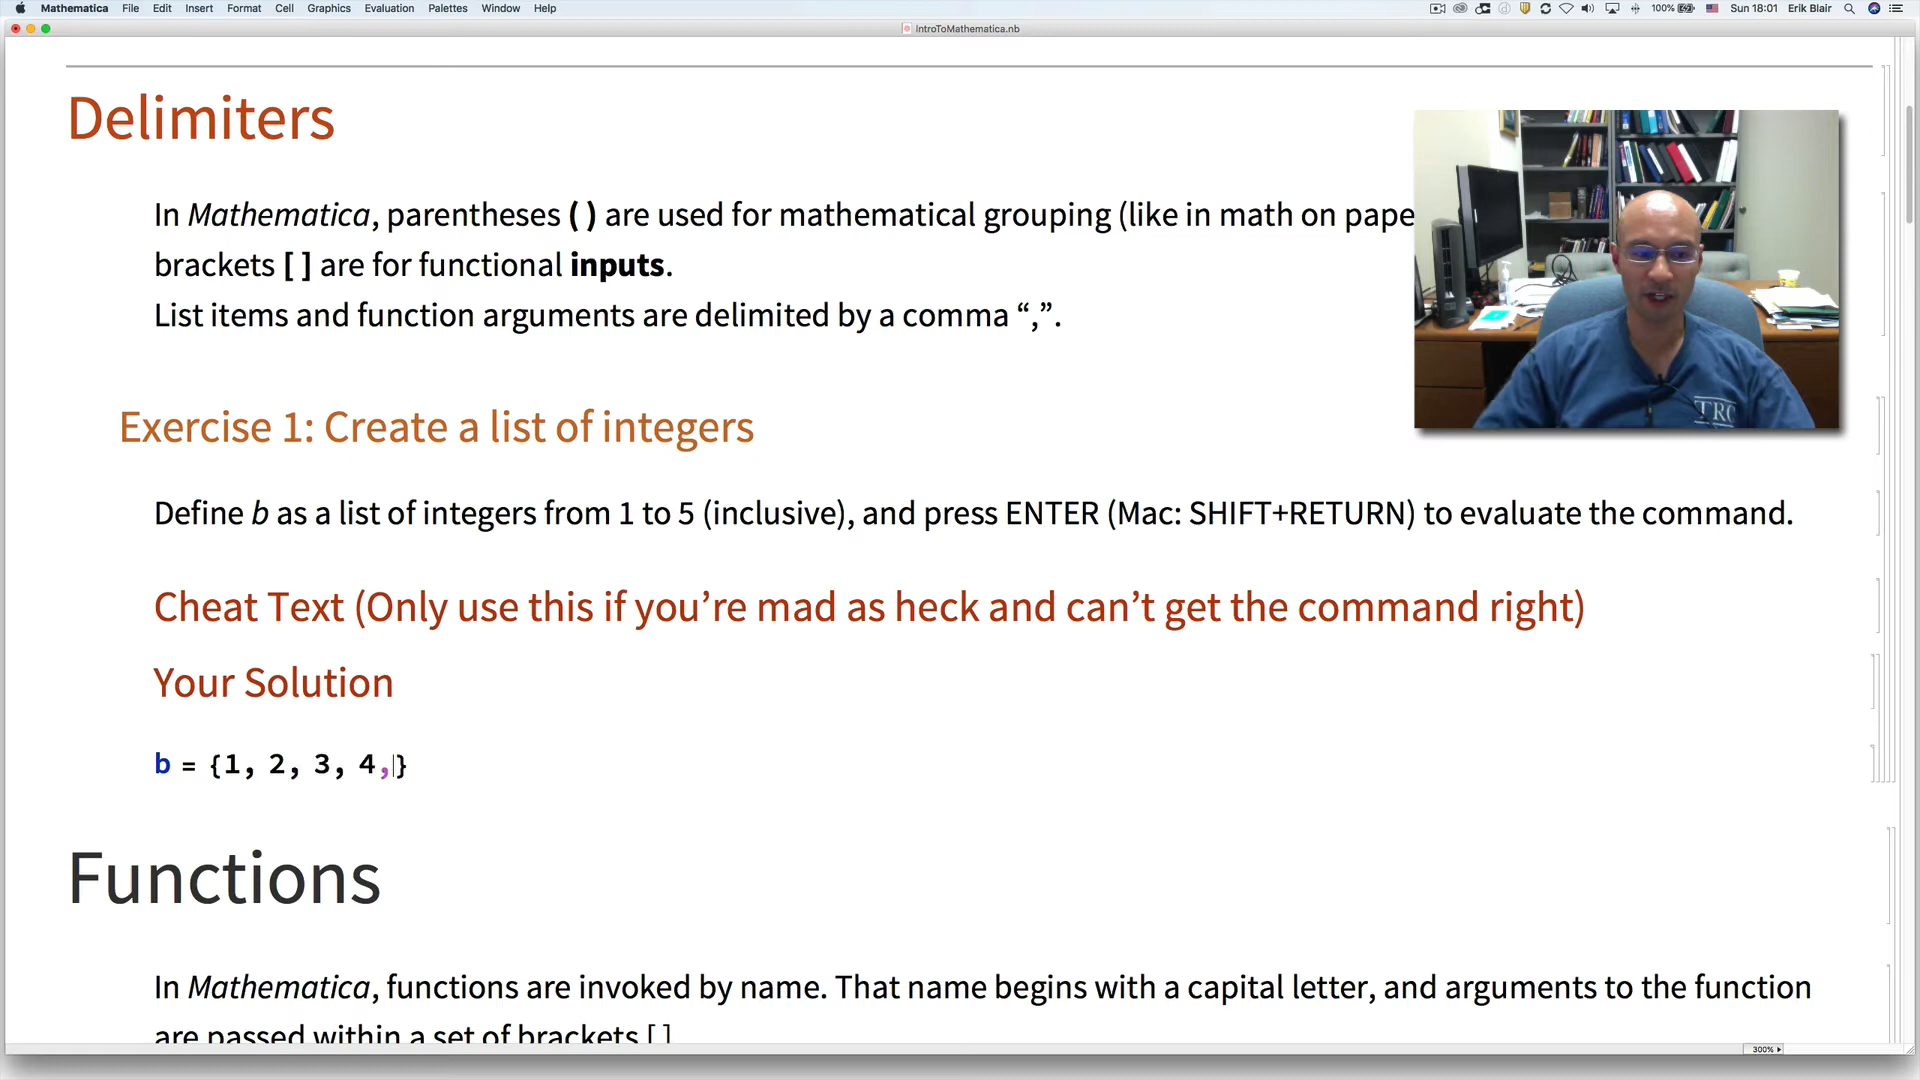 Mathematica File Edit Insert Format Cell Graphics Evaluation Palettes Window Help 100% Sun 18:01 Erik Blair
IntroToMathematica.nb
Delimiters
In Mathematica, parentheses ( ) are used for mathematical grouping (like in math on pape
brackets [ ] are for functional inputs.
List items and function arguments are delimited by a comma “,”.
TRC
Exercise 1: Create a list of integers
Define b as a list of integers from 1 to 5 (inclusive), and press ENTER (Mac: SHIFT+RETURN) to evaluate the command.
Cheat Text (Only use this if you’re mad as heck and can’t get the command right)
Your Solution
b = {1, 2, 3, 4,}
Functions
In Mathematica, functions are invoked by name. That name begins with a capital letter, and arguments to the function
are passed within a set of brackets [ ]
300%